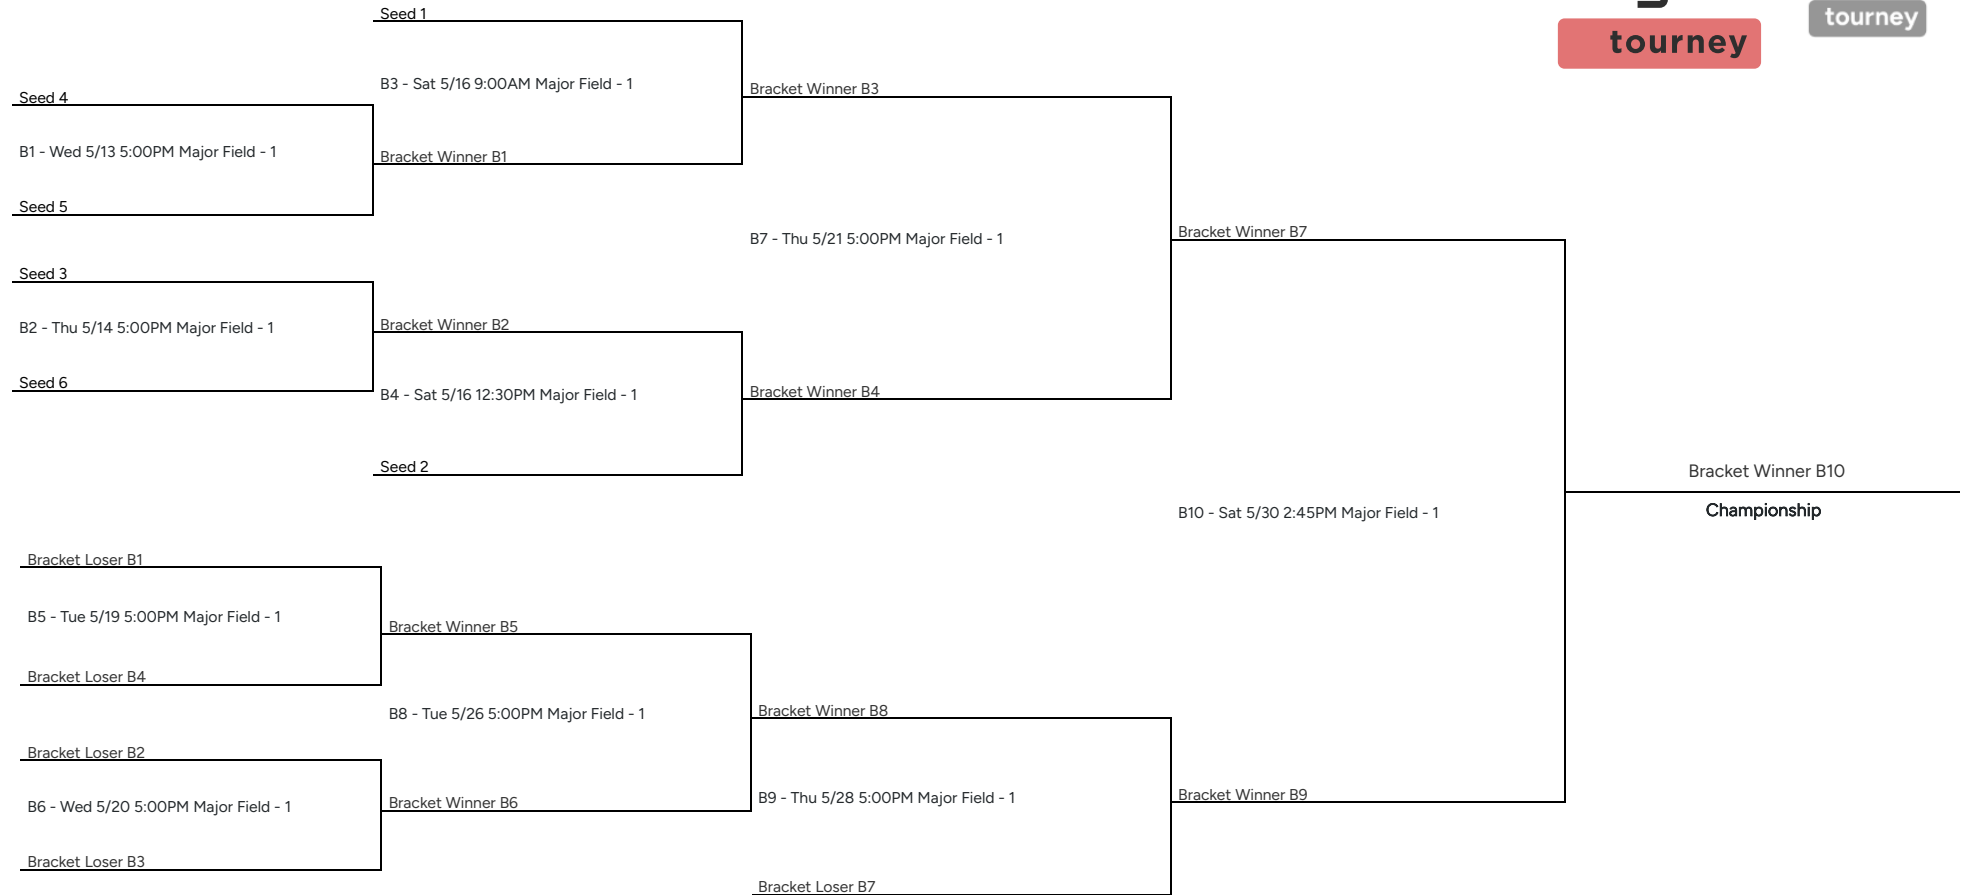 Seed 1
tourney
tourney
B3 - Sat 5/16 9:00AM Major Field - 1
Bracket Winner B3
Seed 4
B1 - Wed 5/13 5:00PM Major Field - 1
Bracket Winner B1
Seed 5
B7 - Thu 5/21 5:00PM Major Field - 1
Bracket Winner B7
Seed 3
B2 - Thu 5/14 5:00PM Major Field - 1
Bracket Winner B2
Seed 6
B4 - Sat 5/16 12:30PM Major Field - 1
Bracket Winner B4
Seed 2
Bracket Winner B10
Championship
B10 - Sat 5/30 2:45PM Major Field - 1
Bracket Loser B1
B5 - Tue 5/19 5:00PM Major Field - 1
Bracket Winner B5
Bracket Loser B4
B8 - Tue 5/26 5:00PM Major Field - 1
Bracket Winner B8
Bracket Loser B2
B6 - Wed 5/20 5:00PM Major Field - 1
Bracket Winner B6
B9 - Thu 5/28 5:00PM Major Field - 1
Bracket Winner B9
Bracket Loser B3
Bracket Loser B7